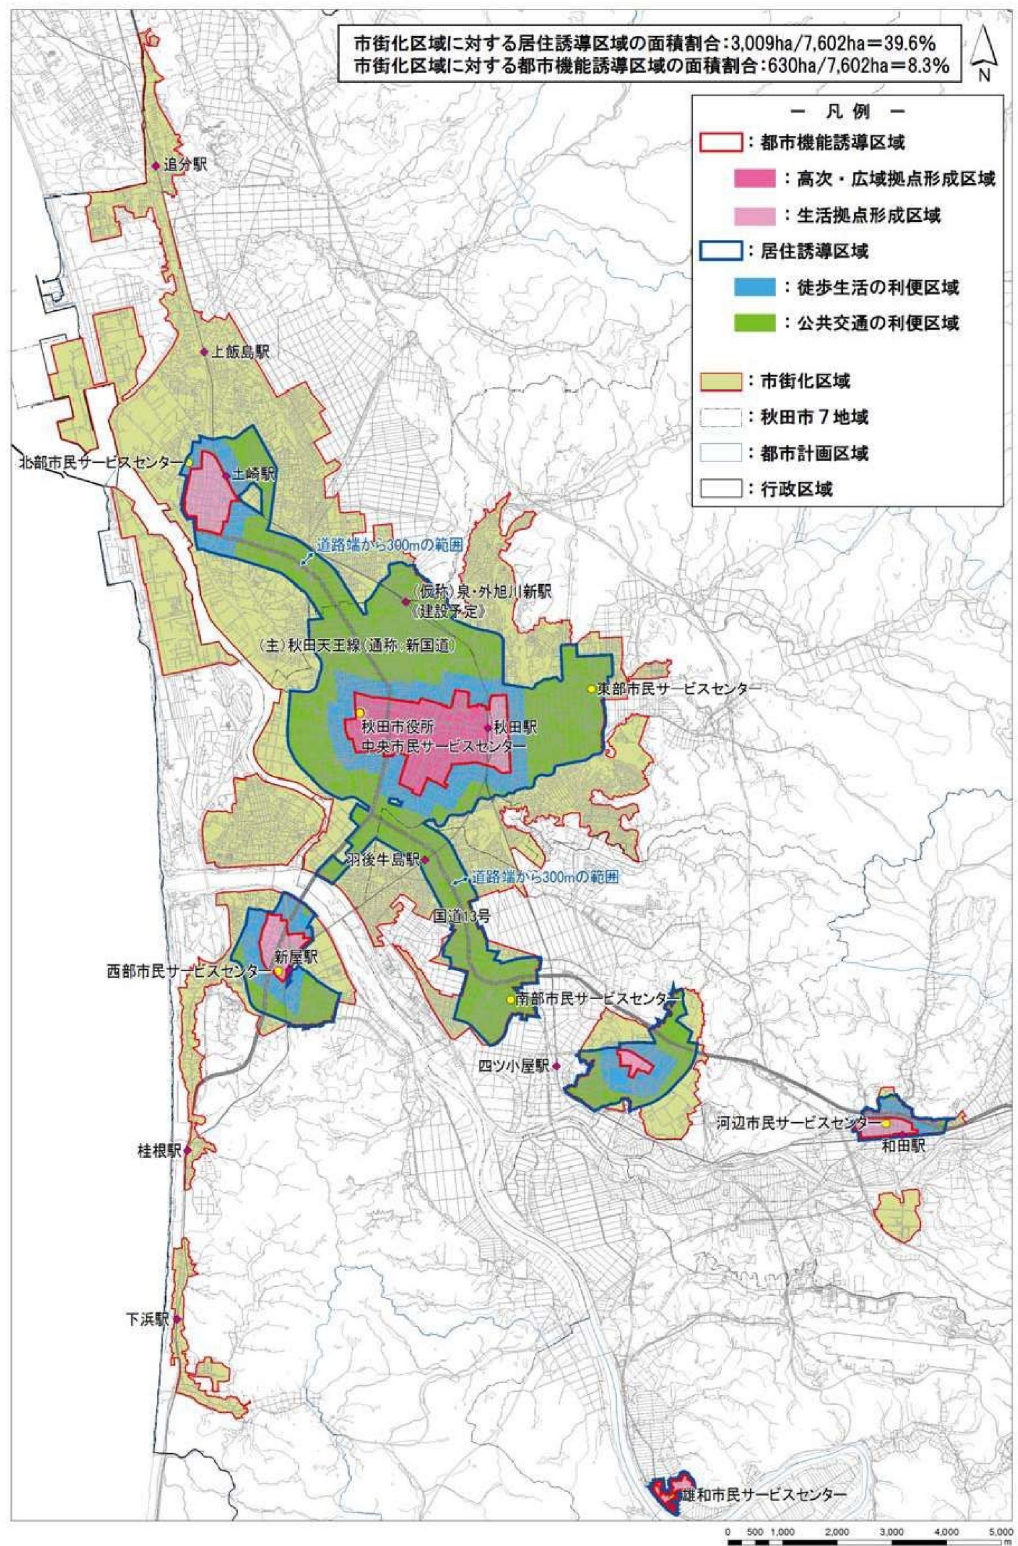 市街化区域に対する居住誘導区域の面積割合：3,009ha/7,602ha＝39.6%
市街化区域に対する都市機能誘導区域の面積割合：630ha/7,602ha＝8.3%
N
― 凡 例 ―
：都市機能誘導区域
：高次・広域拠点形成区域
：生活拠点形成区域
：居住誘導区域
：徒歩生活の利便区域
：公共交通の利便区域
：市街化区域
：秋田市７地域
：都市計画区域
：行政区域
追分駅
上飯島駅
北部市民サービスセンター
土崎駅
道路端から300mの範囲
（仮称）泉・外旭川新駅
《建設予定》
（主）秋田天王線（通称：新国道）
東部市民サービスセンター
秋田市役所
秋田駅
中央市民サービスセンター
羽後牛島駅
道路端から300mの範囲
国道13号
新屋駅
西部市民サービスセンター
南部市民サービスセンター
四ツ小屋駅
河辺市民サービスセンター
和田駅
桂根駅
下浜駅
雄和市民サービスセンター
0 500 1,000 2,000 3,000 4,000 5,000
m